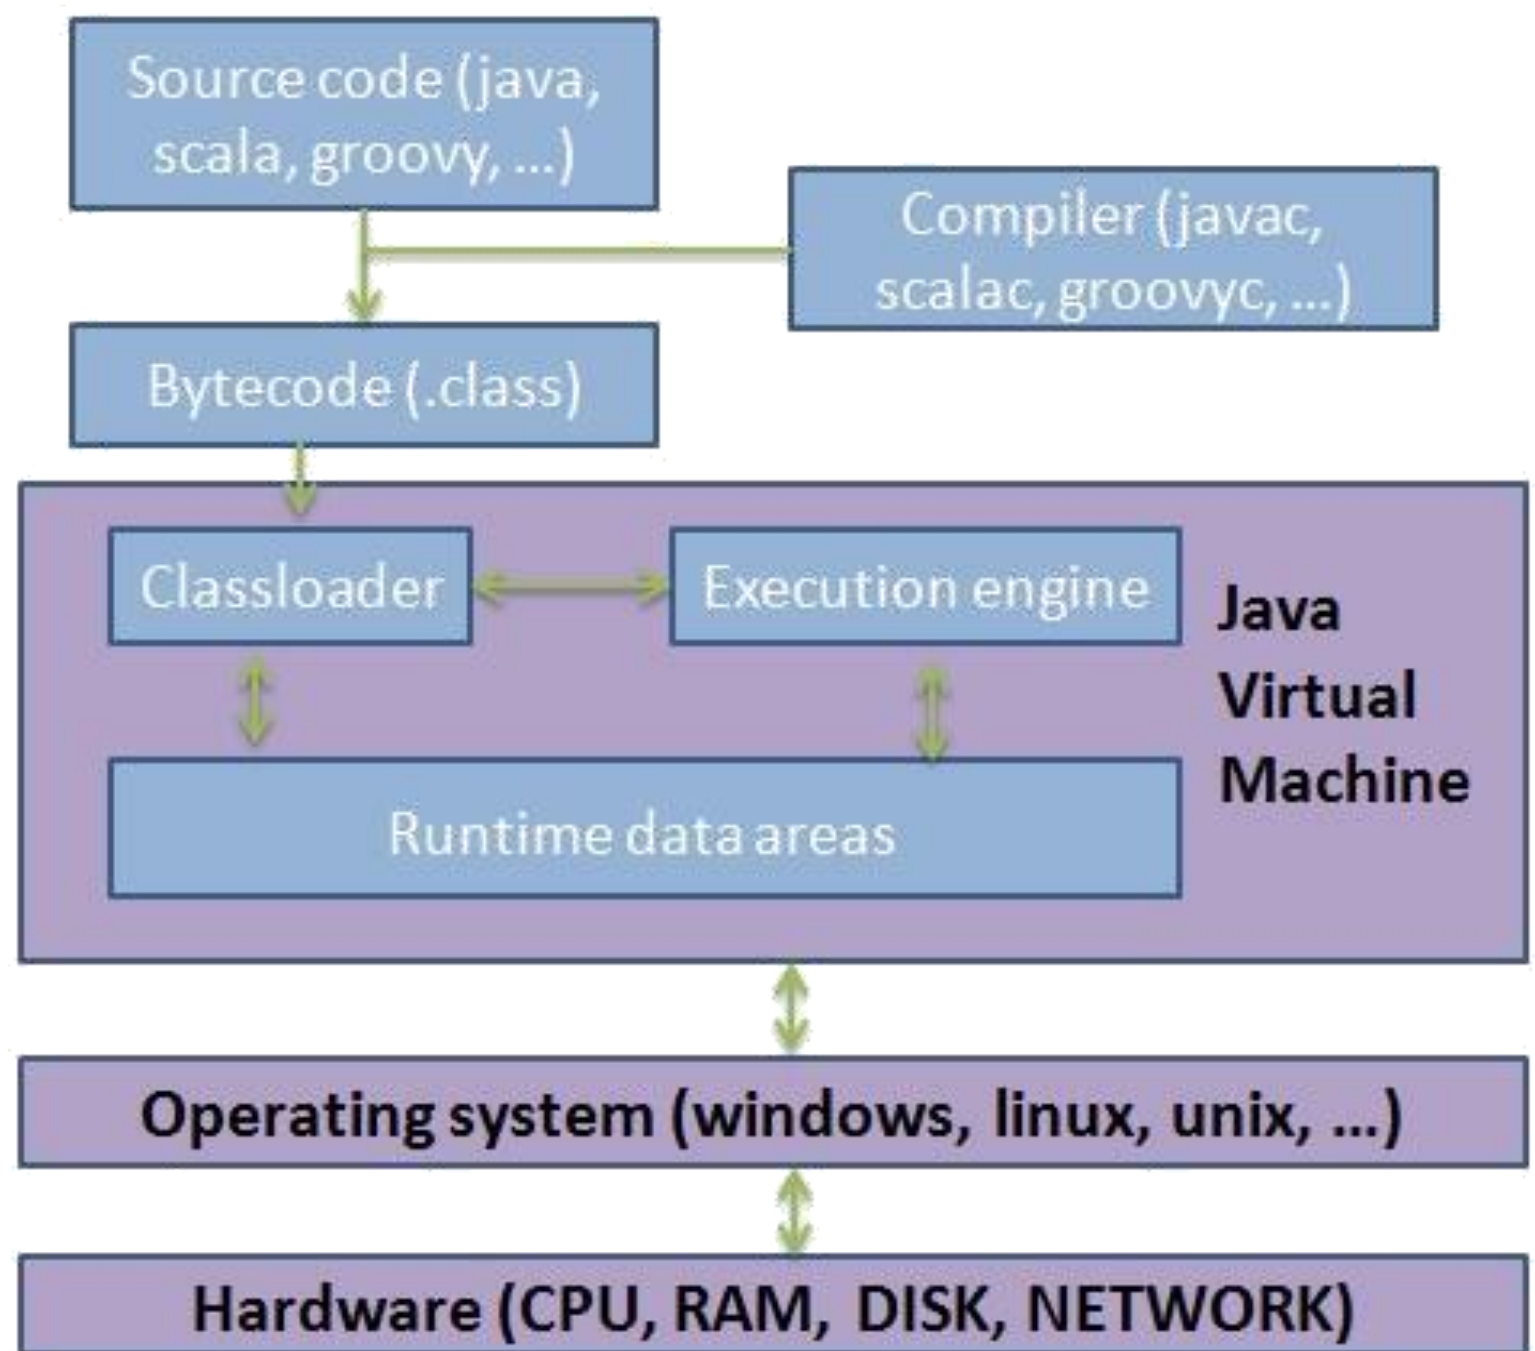 Source code (java,
scala, groovy, ...)
Compiler (javac,
scalac, groovyc, ...)
Bytecode (.class)
Classloader
Execution engine
Java
Virtual
Machine
Runtime data areas
Operating system (windows, linux, unix, ...)
Hardware (CPU, RAM, DISK, NETWORK)